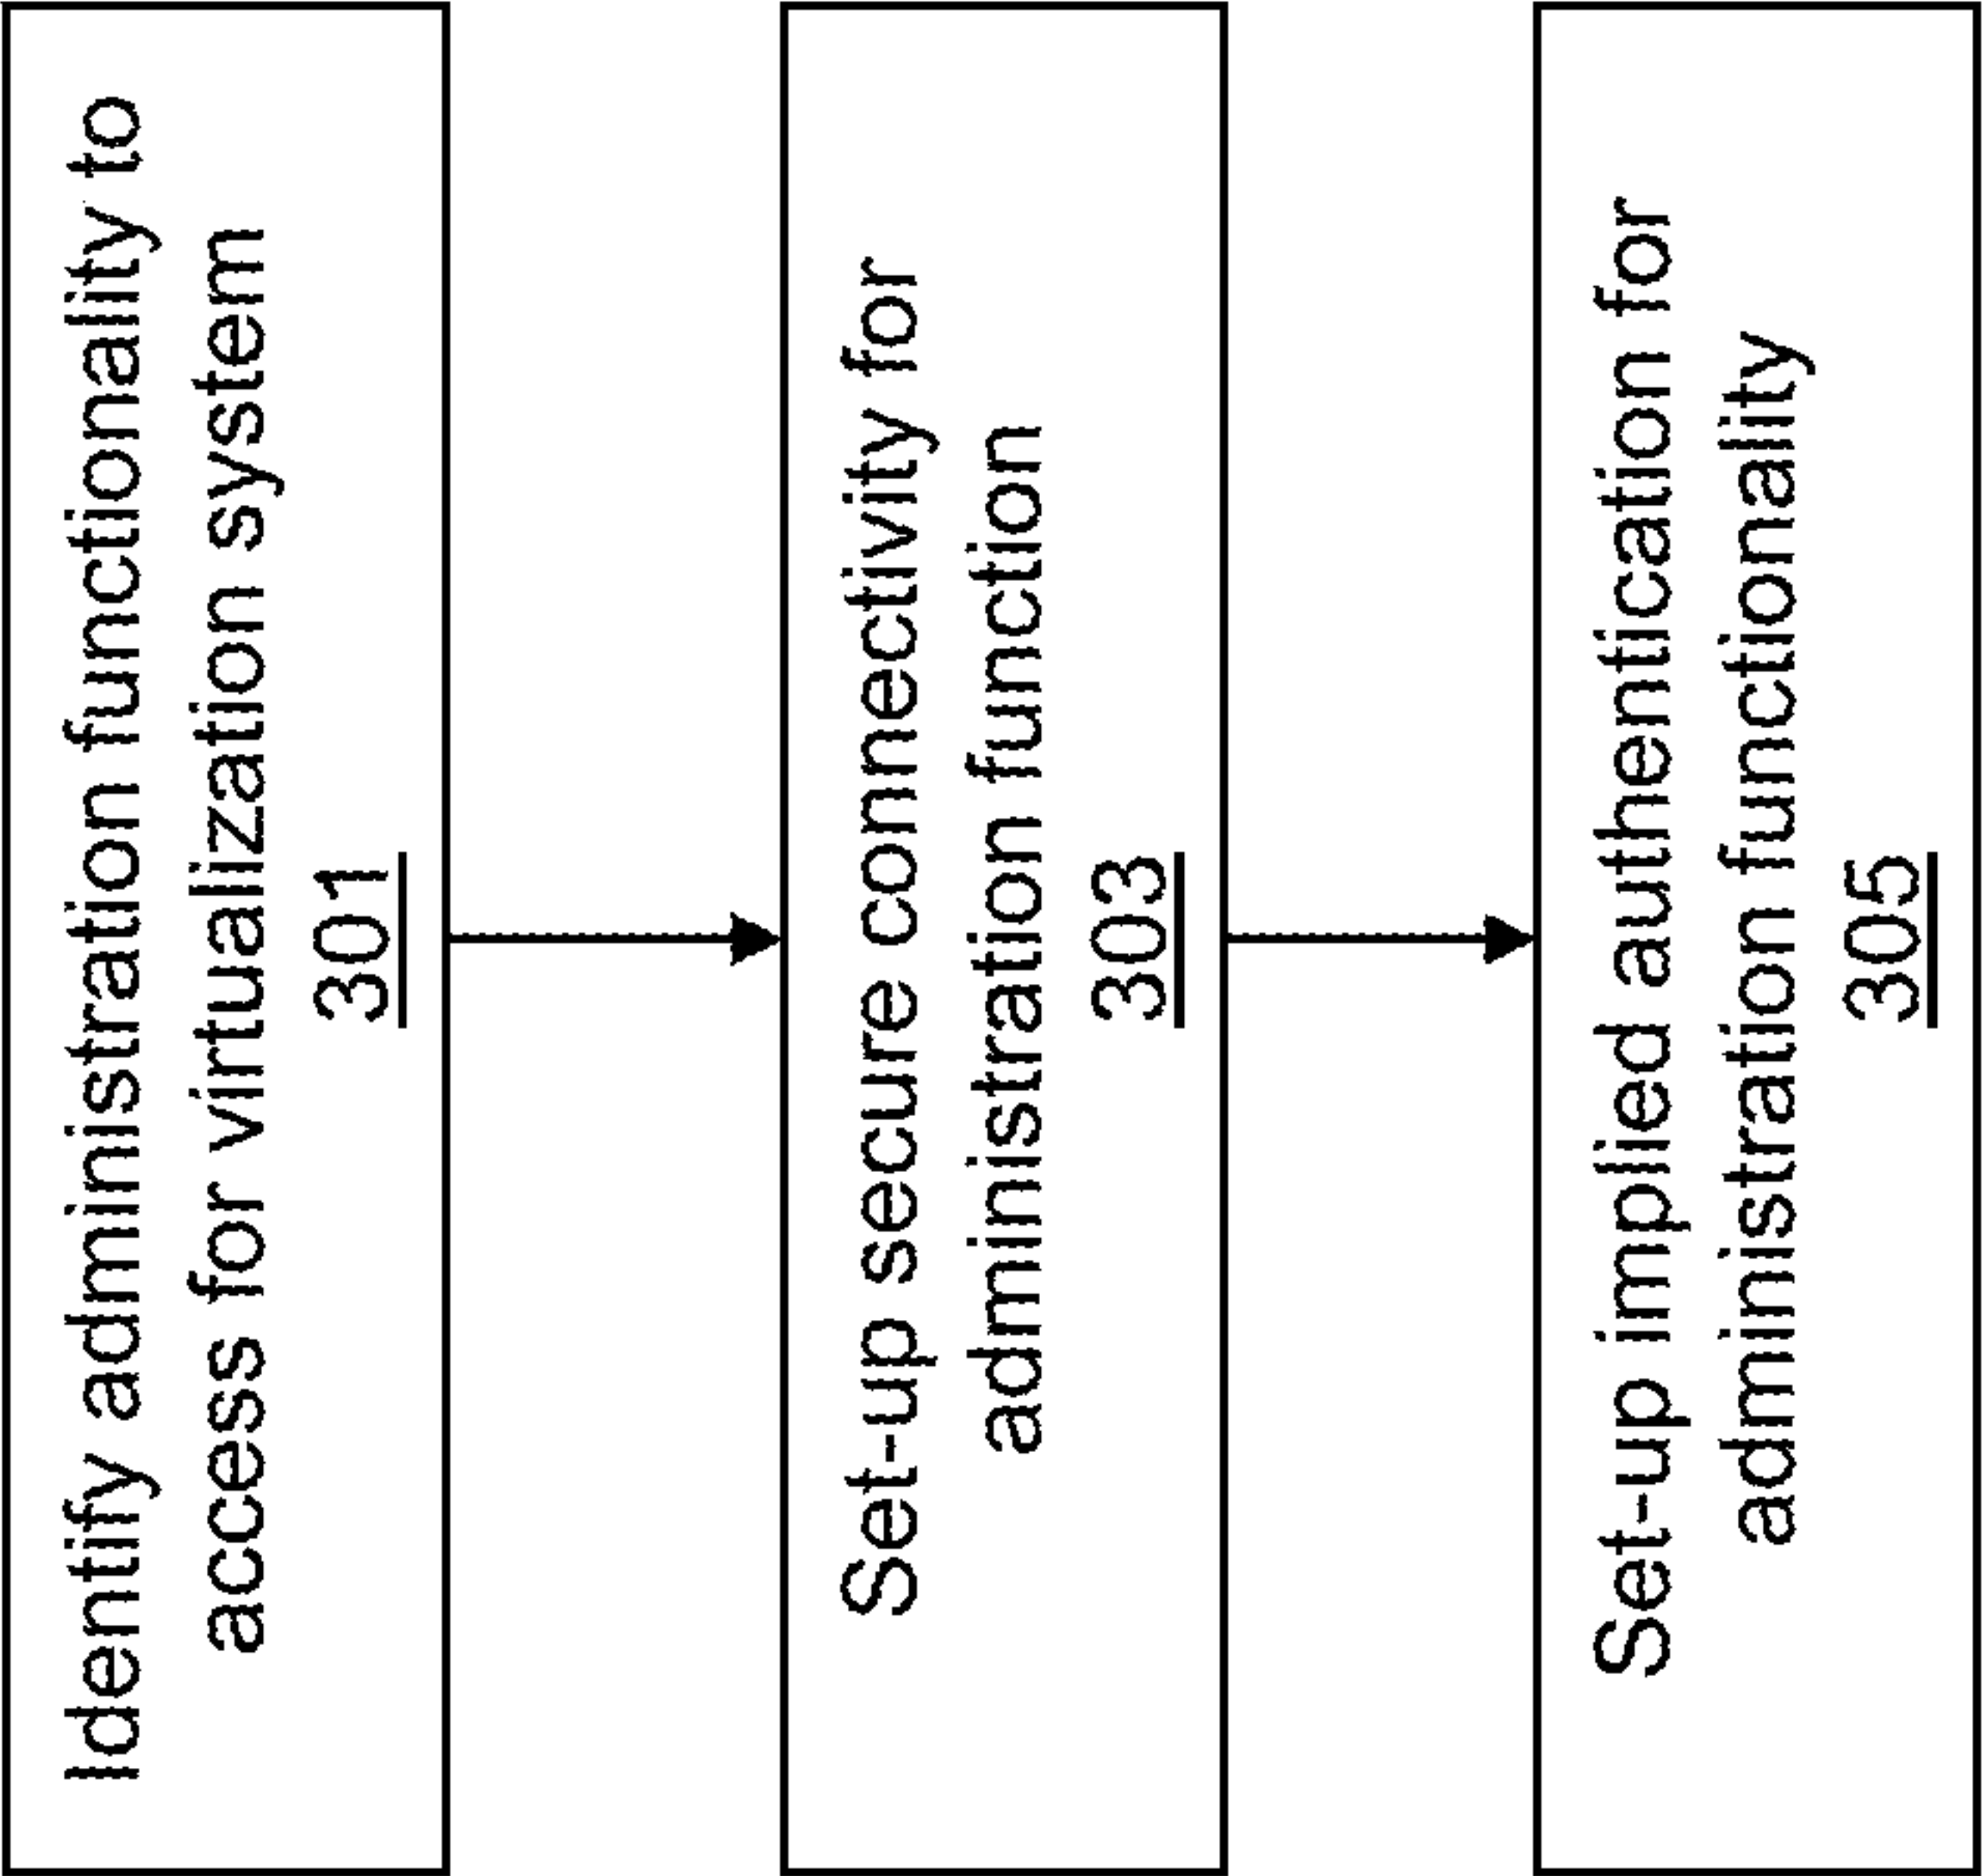 Identify administration functionality to
access for virtualization system
301
Set-up secure connectivity for
administration function
303
Set-up implied authentication for
administration functionality
305